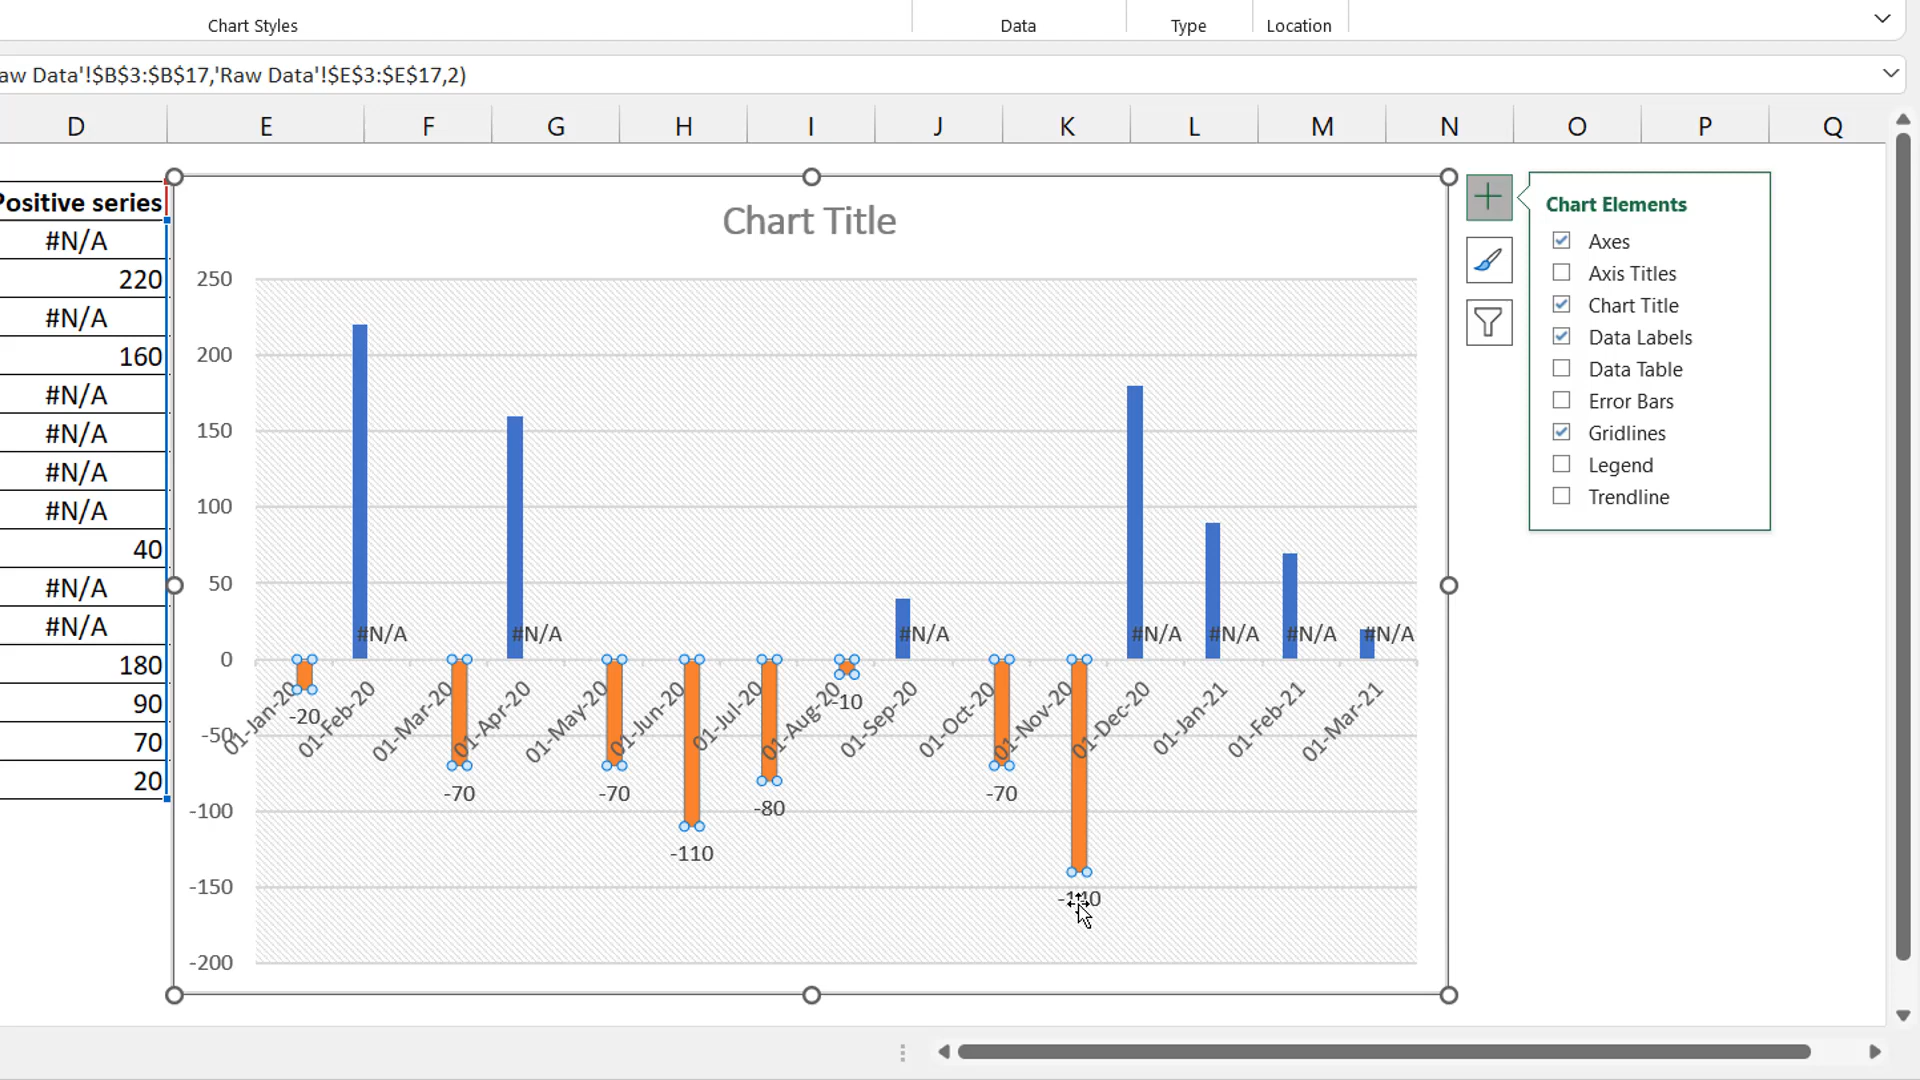 Chart Styles
Data
Type
Location
aw Data'!$B$3:$B$17,'Raw Data'!$E$3:$E$17,2)
D E F G H I J K L M N O P Q
Positive series
#N/A
220
#N/A
160
#N/A
#N/A
#N/A
#N/A
40
#N/A
#N/A
180
90
70
20
Chart Title
250
200
150
100
50
0
-50
-100
-150
-200
#N/A #N/A #N/A #N/A #N/A #N/A #N/A
01-Jan-20 01-Feb-20 01-Mar-20 01-Apr-20 01-May-20 01-Jun-20 01-Jul-20 01-Aug-20 01-Sep-20 01-Oct-20 01-Nov-20 01-Dec-20 01-Jan-21 01-Feb-21 01-Mar-21
-20
-70
-70
-110
-80
-10
-70
-140
Chart Elements
Axes
Axis Titles
Chart Title
Data Labels
Data Table
Error Bars
Gridlines
Legend
Trendline